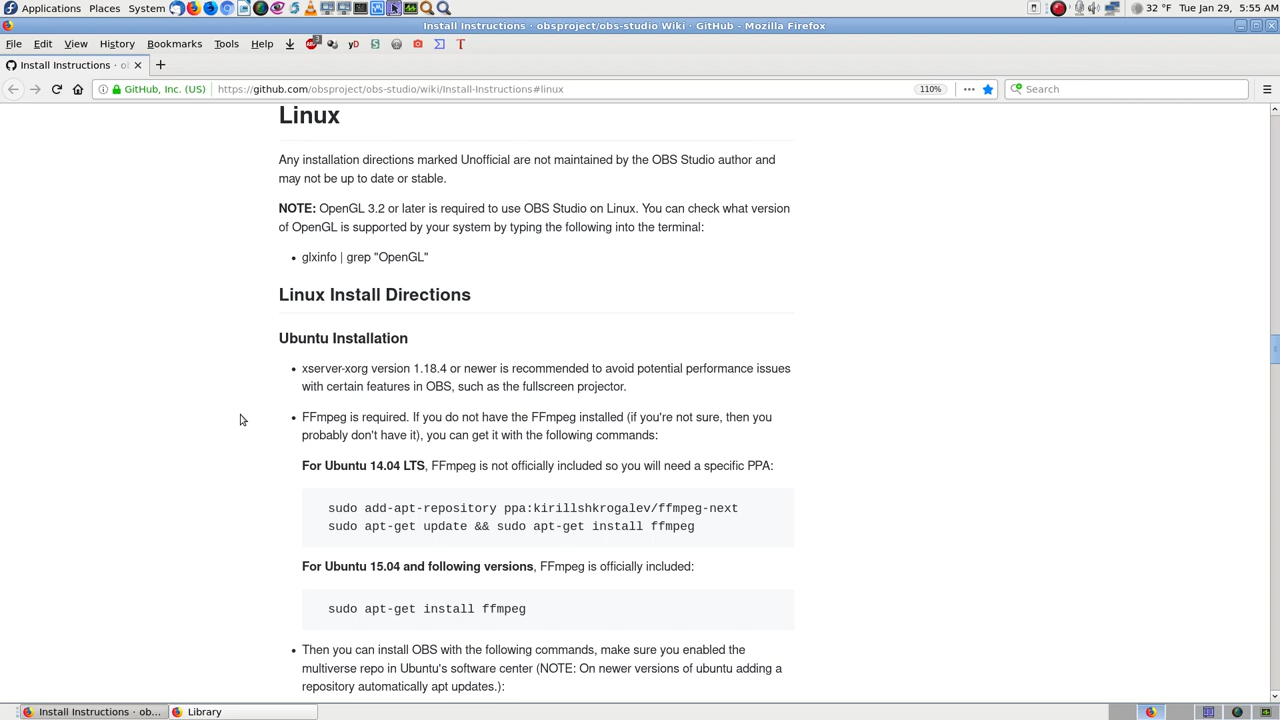 Applications Places System 32 °F Tue Jan 29, 5:55 AM
Install Instructions · obsproject/obs-studio Wiki · GitHub - Mozilla Firefox
File Edit View History Bookmarks Tools Help 3 yD S T
Install Instructions · ob
GitHub, Inc. (US) https://github.com/obsproject/obs-studio/wiki/Install-Instructions#linux 110% Search
Linux
Any installation directions marked Unofficial are not maintained by the OBS Studio author and
may not be up to date or stable.
NOTE: OpenGL 3.2 or later is required to use OBS Studio on Linux. You can check what version
of OpenGL is supported by your system by typing the following into the terminal:
• glxinfo | grep "OpenGL"
Linux Install Directions
Ubuntu Installation
• xserver-xorg version 1.18.4 or newer is recommended to avoid potential performance issues
with certain features in OBS, such as the fullscreen projector.
• FFmpeg is required. If you do not have the FFmpeg installed (if you're not sure, then you
probably don't have it), you can get it with the following commands:
For Ubuntu 14.04 LTS, FFmpeg is not officially included so you will need a specific PPA:
sudo add-apt-repository ppa:kirillshkrogalev/ffmpeg-next
sudo apt-get update && sudo apt-get install ffmpeg
For Ubuntu 15.04 and following versions, FFmpeg is officially included:
sudo apt-get install ffmpeg
• Then you can install OBS with the following commands, make sure you enabled the
multiverse repo in Ubuntu's software center (NOTE: On newer versions of ubuntu adding a
repository automatically apt updates.):
Install Instructions · ob... Library